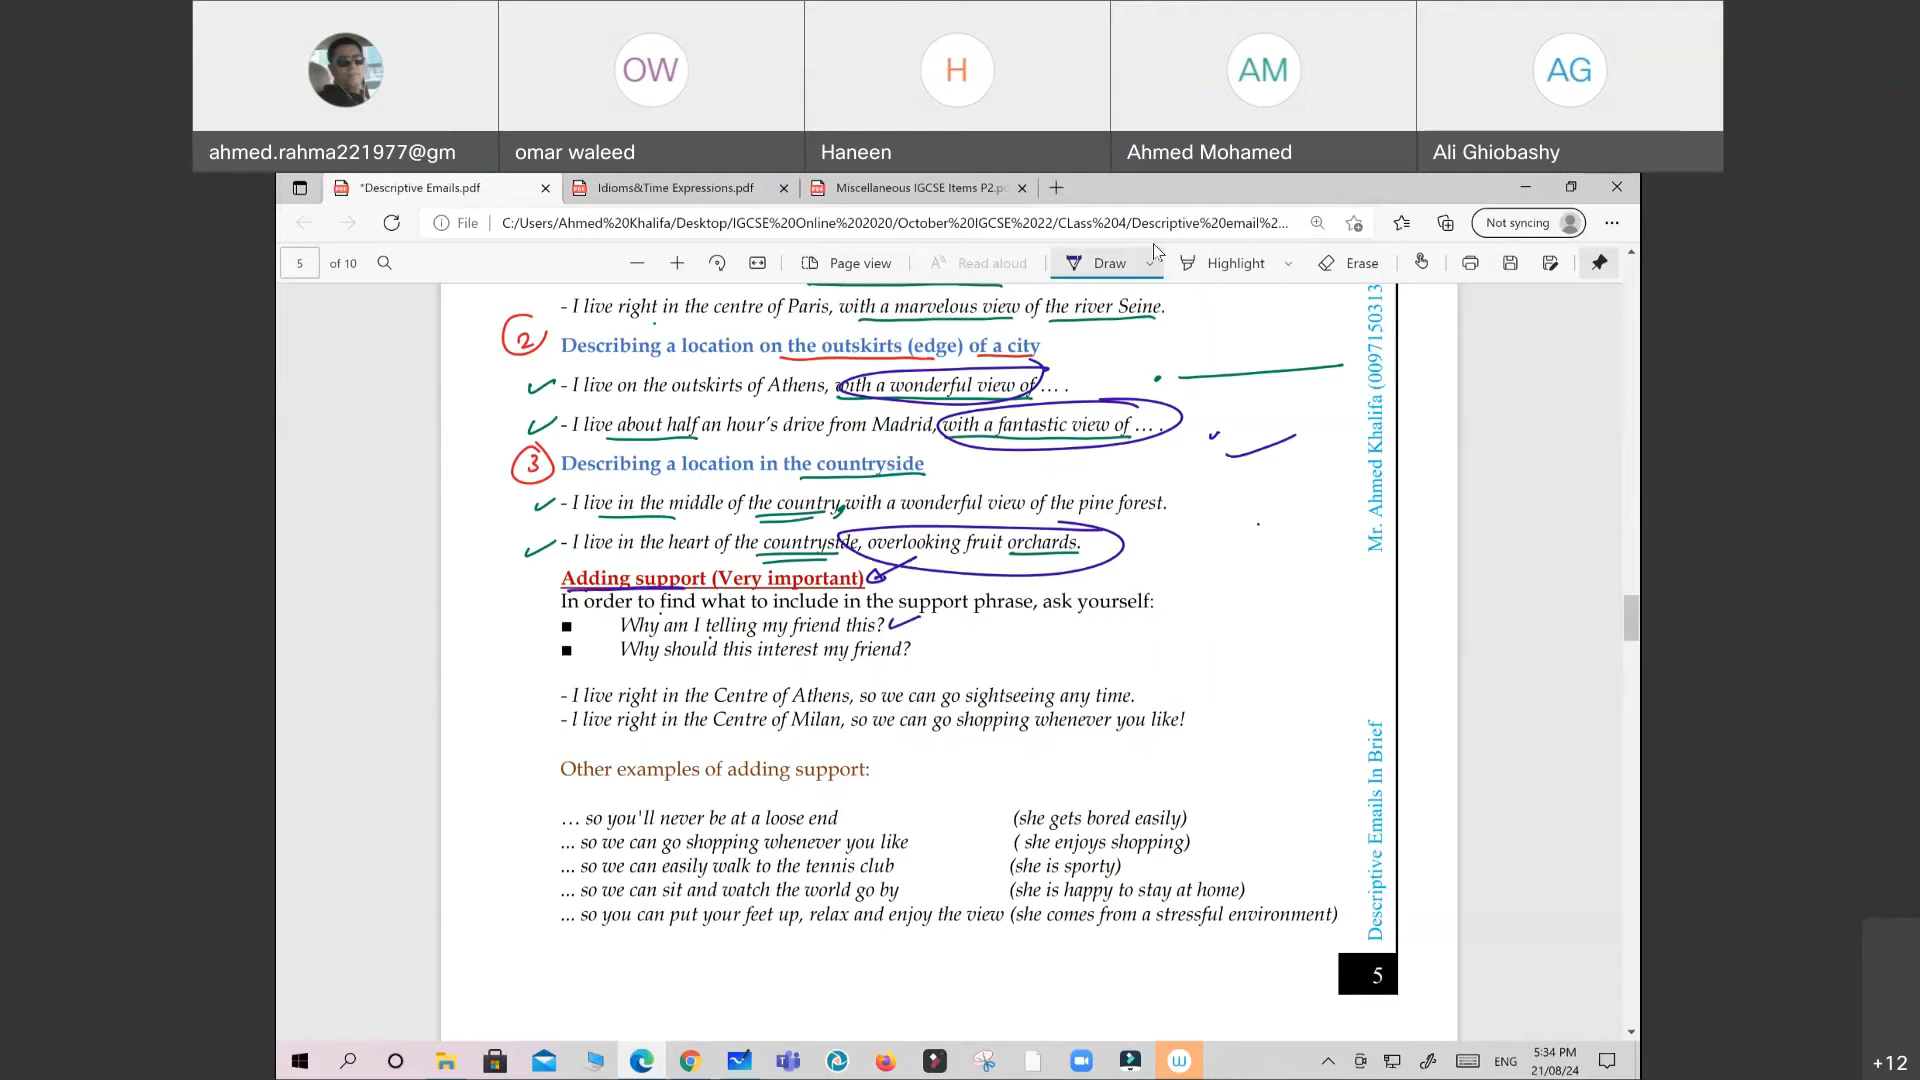 OW
H
AM
AG
ahmed.rahma221977@gm
omar waleed
Haneen
Ahmed Mohamed
Ali Ghiobashy
*Descriptive Emails.pdf
Idioms&Time Expressions.pdf
Miscellaneous IGCSE Items P2.p
File
C:/Users/Ahmed%20Khalifa/Desktop/IGCSE%20Online%202020/October%20IGCSE%2022/CLass%204/Descriptive%20email%2...
Not syncing
5 of 10
Page view
Read aloud
Draw
Highlight
Erase
- I live right in the centre of Paris, with a marvelous view of the river Seine.
2
Describing a location on the outskirts (edge) of a city
- I live on the outskirts of Athens, with a wonderful view of … .
- I live about half an hour's drive from Madrid, with a fantastic view of … .
3
Describing a location in the countryside
- I live in the middle of the country, with a wonderful view of the pine forest.
- I live in the heart of the countryside, overlooking fruit orchards.
Adding support (Very important)
In order to find what to include in the support phrase, ask yourself:
■ Why am I telling my friend this?
■ Why should this interest my friend?
- I live right in the Centre of Athens, so we can go sightseeing any time.
- l live right in the Centre of Milan, so we can go shopping whenever you like!
Other examples of adding support:
… so you'll never be at a loose end (she gets bored easily)
... so we can go shopping whenever you like ( she enjoys shopping)
... so we can easily walk to the tennis club (she is sporty)
... so we can sit and watch the world go by (she is happy to stay at home)
... so you can put your feet up, relax and enjoy the view (she comes from a stressful environment)
Mr. Ahmed Khalifa (0097150313
Descriptive Emails In Brief
5
ENG
5:34 PM
21/08/24
+12